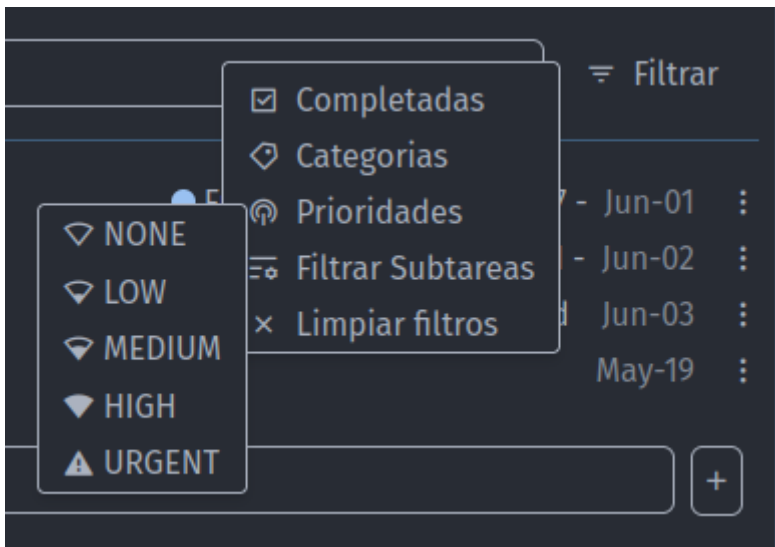 Filtrar
Completadas
Categorias
Prioridades
Filtrar Subtareas
Limpiar filtros
NONE
LOW
MEDIUM
HIGH
URGENT
- Jun-01
- Jun-02
Jun-03
May-19
+